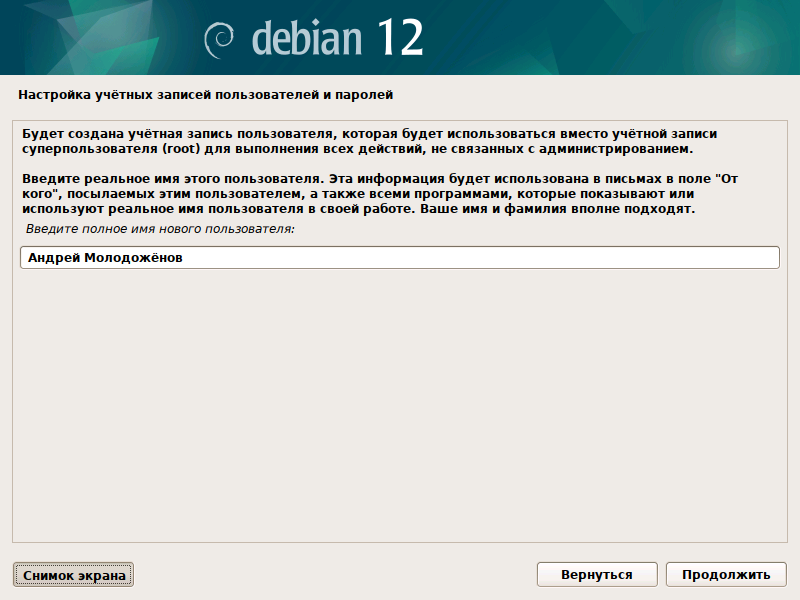 debian 12
Настройка учётных записей пользователей и паролей
Будет создана учётная запись пользователя, которая будет использоваться вместо учётной записи
суперпользователя (root) для выполнения всех действий, не связанных с администрированием.
Введите реальное имя этого пользователя. Эта информация будет использована в письмах в поле "От
кого", посылаемых этим пользователем, а также всеми программами, которые показывают или
используют реальное имя пользователя в своей работе. Ваше имя и фамилия вполне подходят.
Введите полное имя нового пользователя:
Андрей Молодожёнов
Снимок экрана
Вернуться
Продолжить